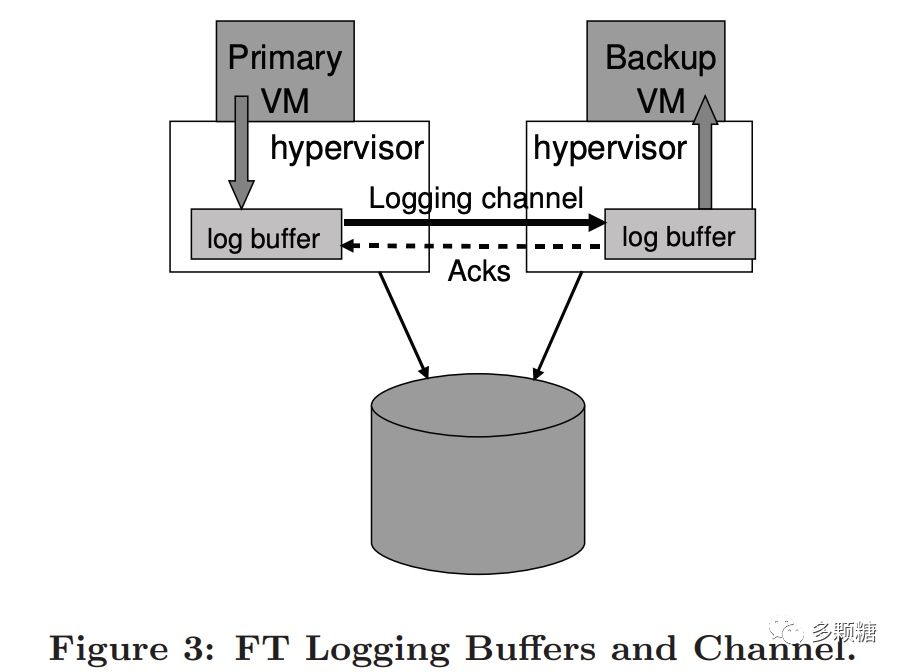 Primary
VM
Backup
VM
hypervisor
hypervisor
Logging channel
log buffer
log buffer
Acks
Figure 3: FT Logging Buffers and Channel.
多颗糖